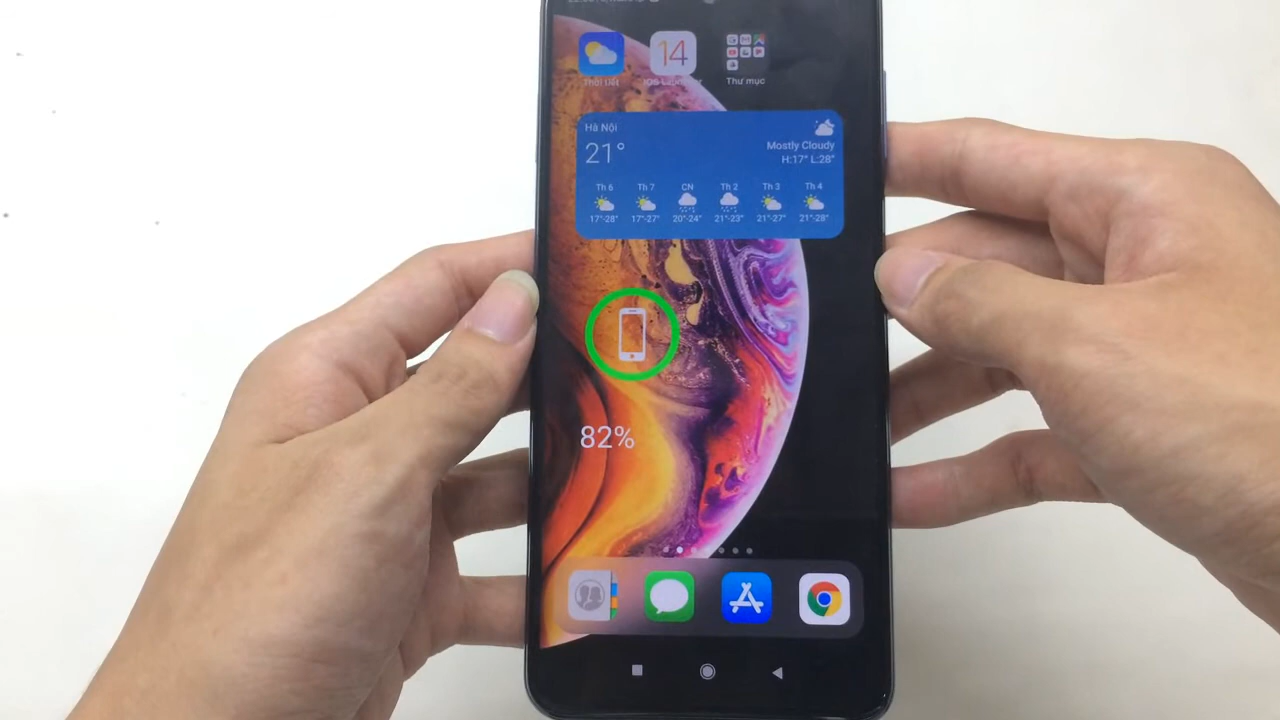 Thời tiết
14
Thư mục
Hà Nội
21°
Mostly Cloudy
H:17° L:28°
Th 6 Th 7 CN Th 2 Th 3 Th 4
17°-28° 17°-27° 20°-24° 21°-23° 21°-27° 21°-28°
82%